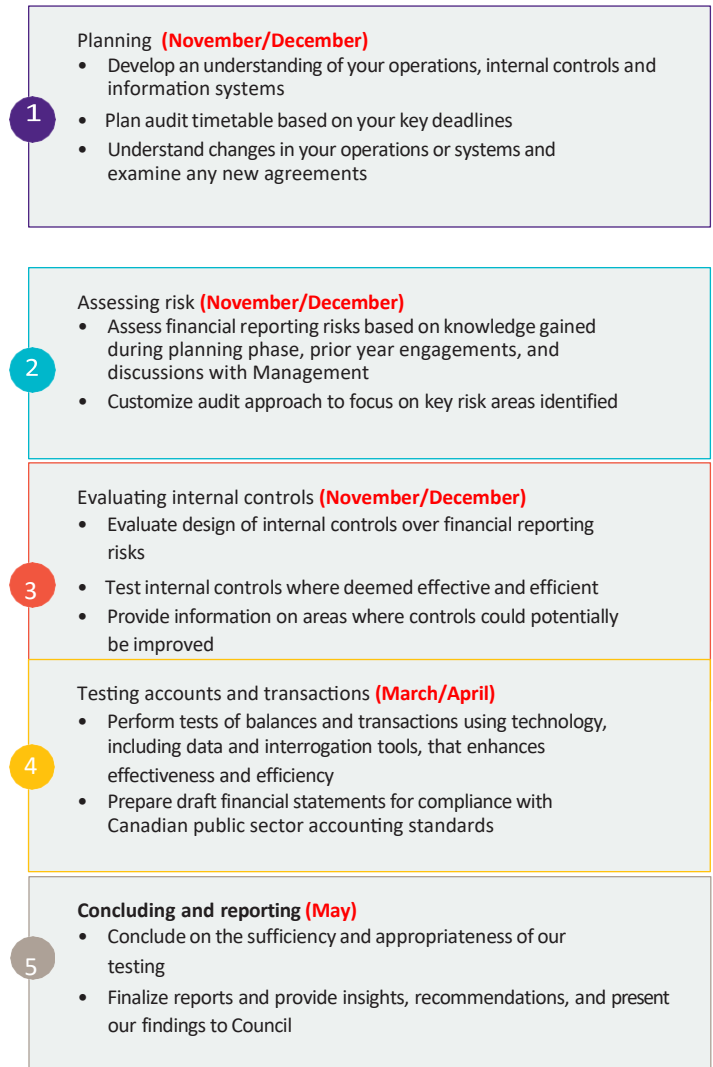 Planning (November/December)
• Develop an understanding of your operations, internal controls and
information systems
1
• Plan audit timetable based on your key deadlines
• Understand changes in your operations or systems and
examine any new agreements
Assessing risk (November/December)
• Assess financial reporting risks based on knowledge gained
during planning phase, prior year engagements, and
discussions with Management
2
• Customize audit approach to focus on key risk areas identified
Evaluating internal controls (November/December)
• Evaluate design of internal controls over financial reporting
risks
3
• Test internal controls where deemed effective and efficient
• Provide information on areas where controls could potentially
be improved
Testing accounts and transactions (March/April)
• Perform tests of balances and transactions using technology,
including data and interrogation tools, that enhances
4
effectiveness and efficiency
• Prepare draft financial statements for compliance with
Canadian public sector accounting standards
Concluding and reporting (May)
• Conclude on the sufficiency and appropriateness of our
testing
5
• Finalize reports and provide insights, recommendations, and present
our findings to Council